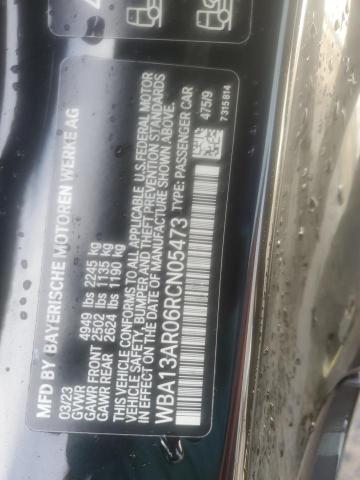 MFD BY BAYERISCHE MOTOREN WERKE AG
03/23
GVWR 4949 lbs 2245 kg
GAWR FRONT 2502 lbs 1135 kg
GAWR REAR 2624 lbs 1190 kg
THIS VEHICLE CONFORMS TO ALL APPLICABLE U.S. FEDERAL MOTOR
VEHICLE SAFETY, BUMPER AND THEFT PREVENTION STANDARDS
IN EFFECT ON THE DATE OF MANUFACTURE SHOWN ABOVE.
WBA13AR06RCN05473 TYPE: PASSENGER CAR
475/9
7315814